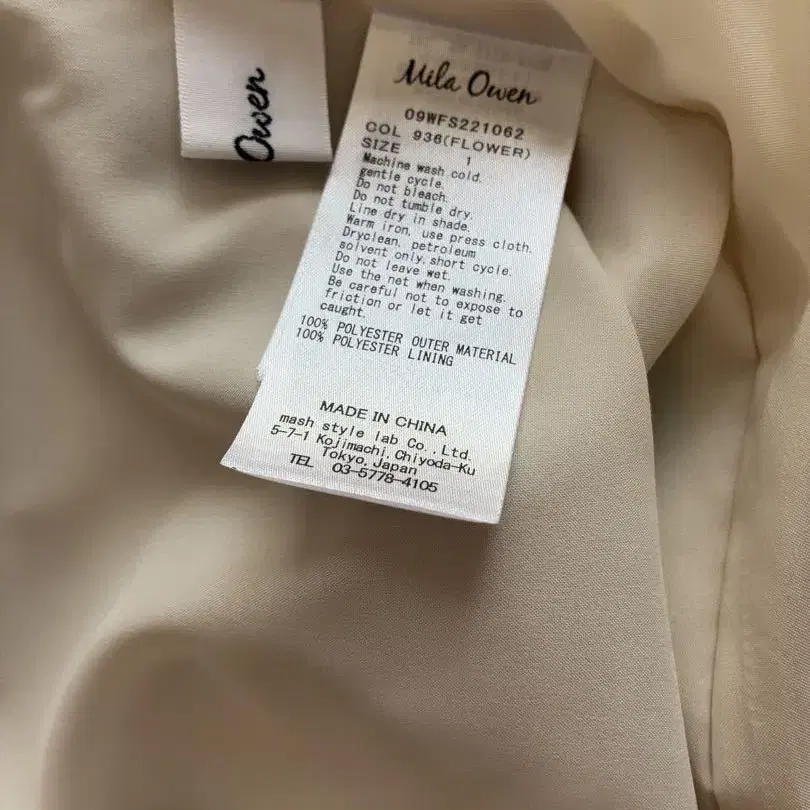 Owen
Mila Owen
09WFS221062
COL 936(FLOWER)
SIZE 1
Machine wash cold.
gentle cycle.
Do not bleach.
Do not tumble dry.
Line dry in shade.
Warm iron, use press cloth.
Dryclean, petroleum
solvent only, short cycle.
Do not leave wet.
Use the net when washing.
Be careful not to expose to
friction or let it get
caught.
100% POLYESTER OUTER MATERIAL
100% POLYESTER LINING
MADE IN CHINA
mash style lab Co.,Ltd.
5-7-1 Kojimachi,Chiyoda-Ku
Tokyo,Japan
TEL 03-5778-4105